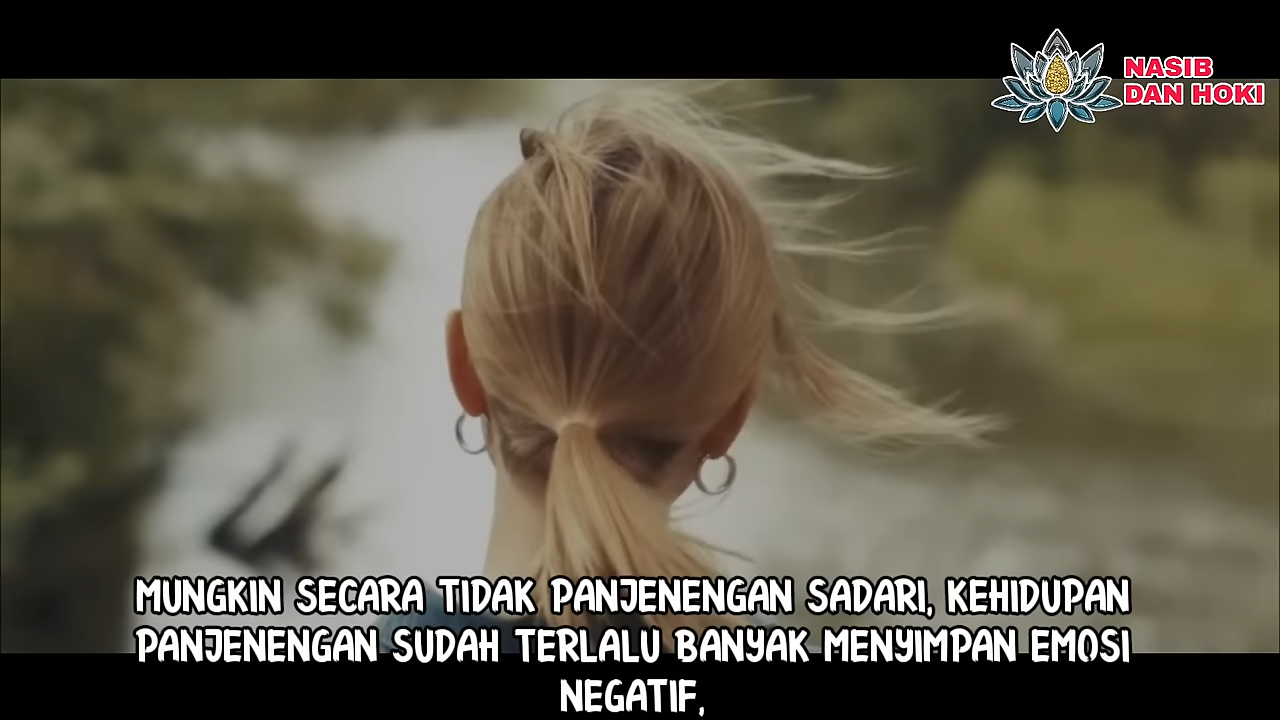 NASIB
DAN HOKI
MUNGKIN SECARA TIDAK PANJENENGAN SADARI, KEHIDUPAN
PANJENENGAN SUDAH TERLALU BANYAK MENYIMPAN EMOSI
NEGATIF,